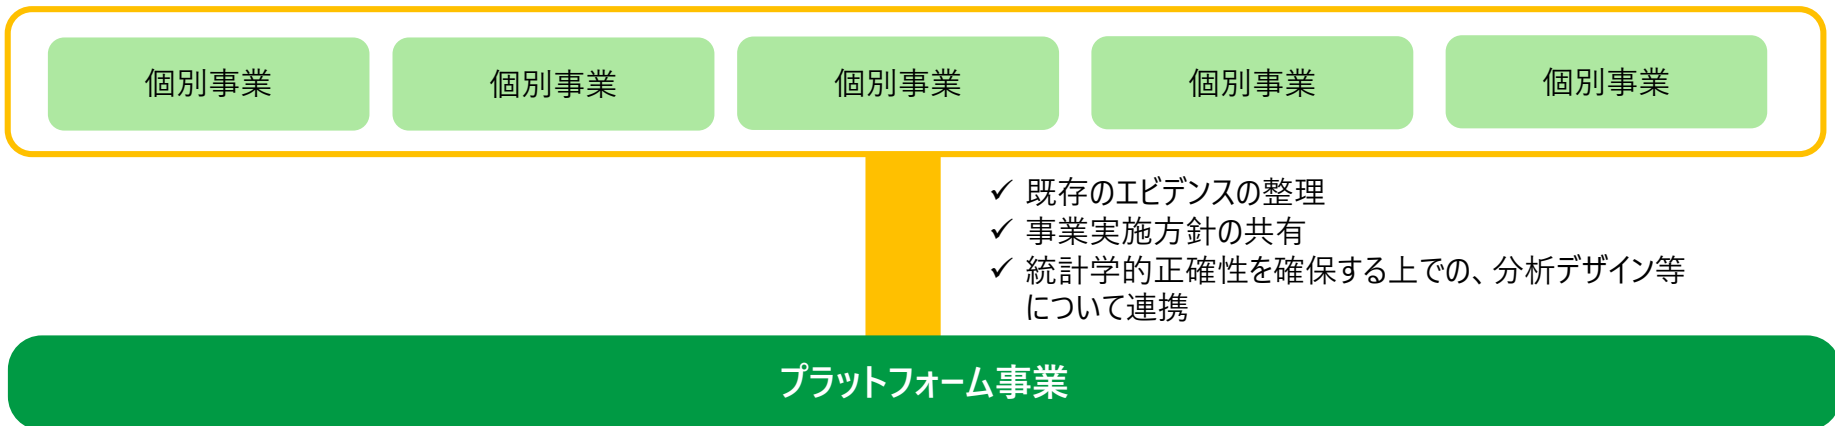 個別事業
個別事業
個別事業
個別事業
個別事業
✓ 既存のエビデンスの整理
✓ 事業実施方針の共有
✓ 統計学的正確性を確保する上での、分析デザイン等
について連携
プラットフォーム事業